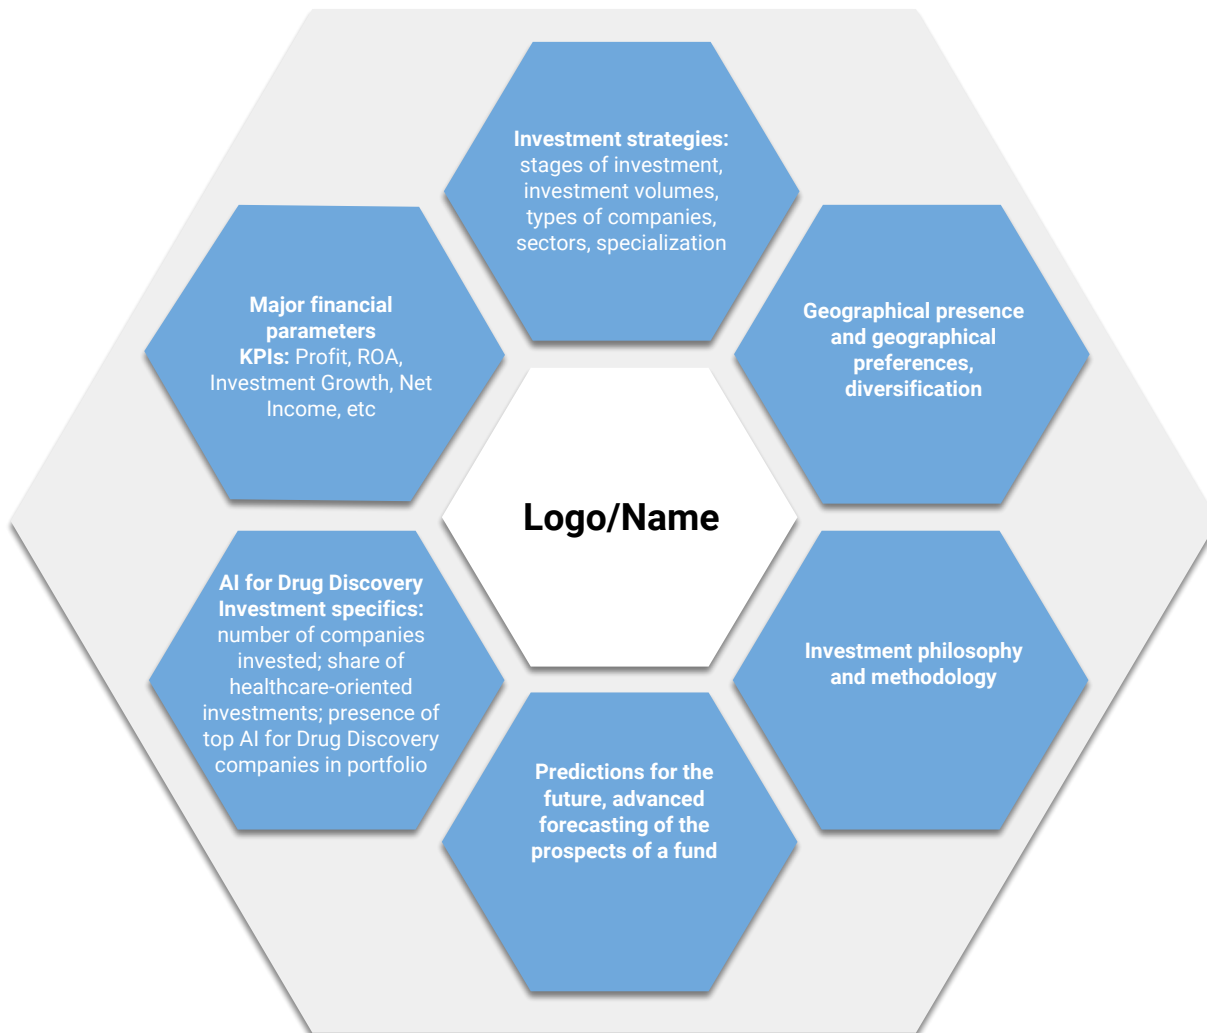 Investment strategies:
stages of investment,
investment volumes,
types of companies,
sectors, specialization
Major financial
parameters
KPIs: Profit, ROA,
Investment Growth, Net
Income, etc
Geographical presence
and geographical
preferences,
diversification
Logo/Name
AI for Drug Discovery
Investment specifics:
number of companies
invested; share of
healthcare-oriented
investments; presence of
top AI for Drug Discovery
companies in portfolio
Investment philosophy
and methodology
Predictions for the
future, advanced
forecasting of the
prospects of a fund